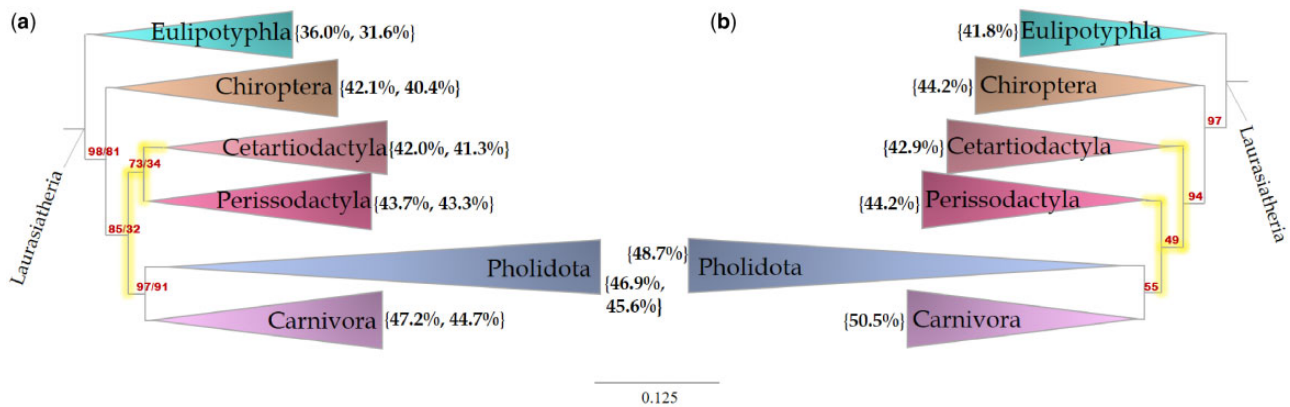 (a)
Eulipotyphla {36.0%, 31.6%}
Chiroptera {42.1%, 40.4%}
98/81
73/34
Cetartiodactyla {42.0%, 41.3%}
Perissodactyla {43.7%, 43.3%}
Laurasiatheria
85/32
97/91
Pholidota {46.9%,
45.6%}
Carnivora {47.2%, 44.7%}
(b)
{41.8%} Eulipotyphla
{44.2%} Chiroptera
97
{42.9%} Cetartiodactyla
Laurasiatheria
{44.2%} Perissodactyla
94
49
{48.7%} Pholidota
55
{50.5%} Carnivora
0.125